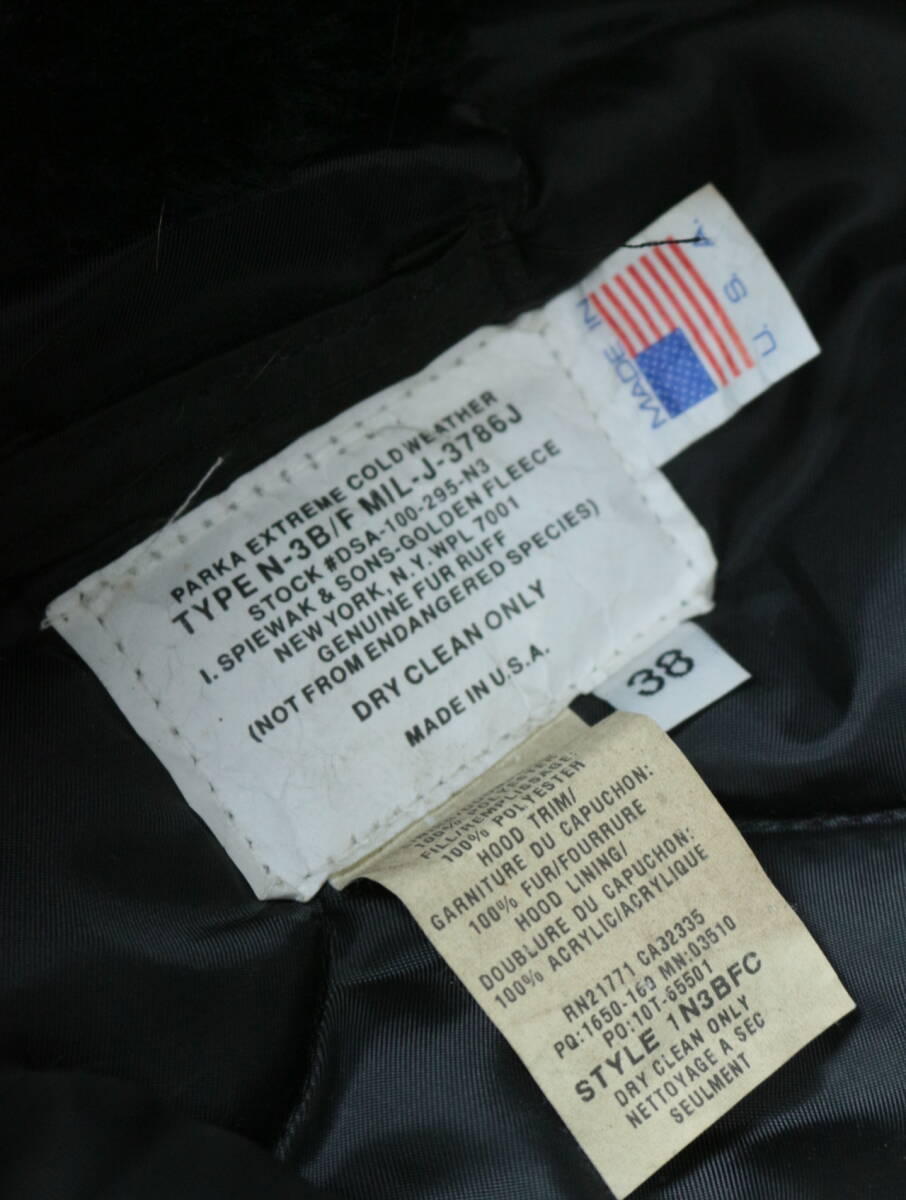 PARKA EXTREME COLD WEATHER
TYPE N-3B/F MIL-J-3786J
STOCK #DSA-100-295-N3
I. SPIEWAK & SONS-GOLDEN FLEECE
NEW YORK, N.Y. WPL 7001
GENUINE FUR RUFF
(NOT FROM ENDANGERED SPECIES)
DRY CLEAN ONLY
MADE IN U.S.A.
MADE IN
U. S. A.
38
FILL/REMPLISSAGE:
100% POLYESTER
HOOD TRIM/
GARNITURE DU CAPUCHON:
100% FUR/FOURRURE
HOOD LINING/
DOUBLURE DU CAPUCHON:
100% ACRYLIC/ACRYLIQUE
RN21771 CA32335
PQ:1650-160 MN:03510
PO:10T-65501
STYLE 1N3BFC
DRY CLEAN ONLY
NETTOYAGE A SEC
SEULMENT